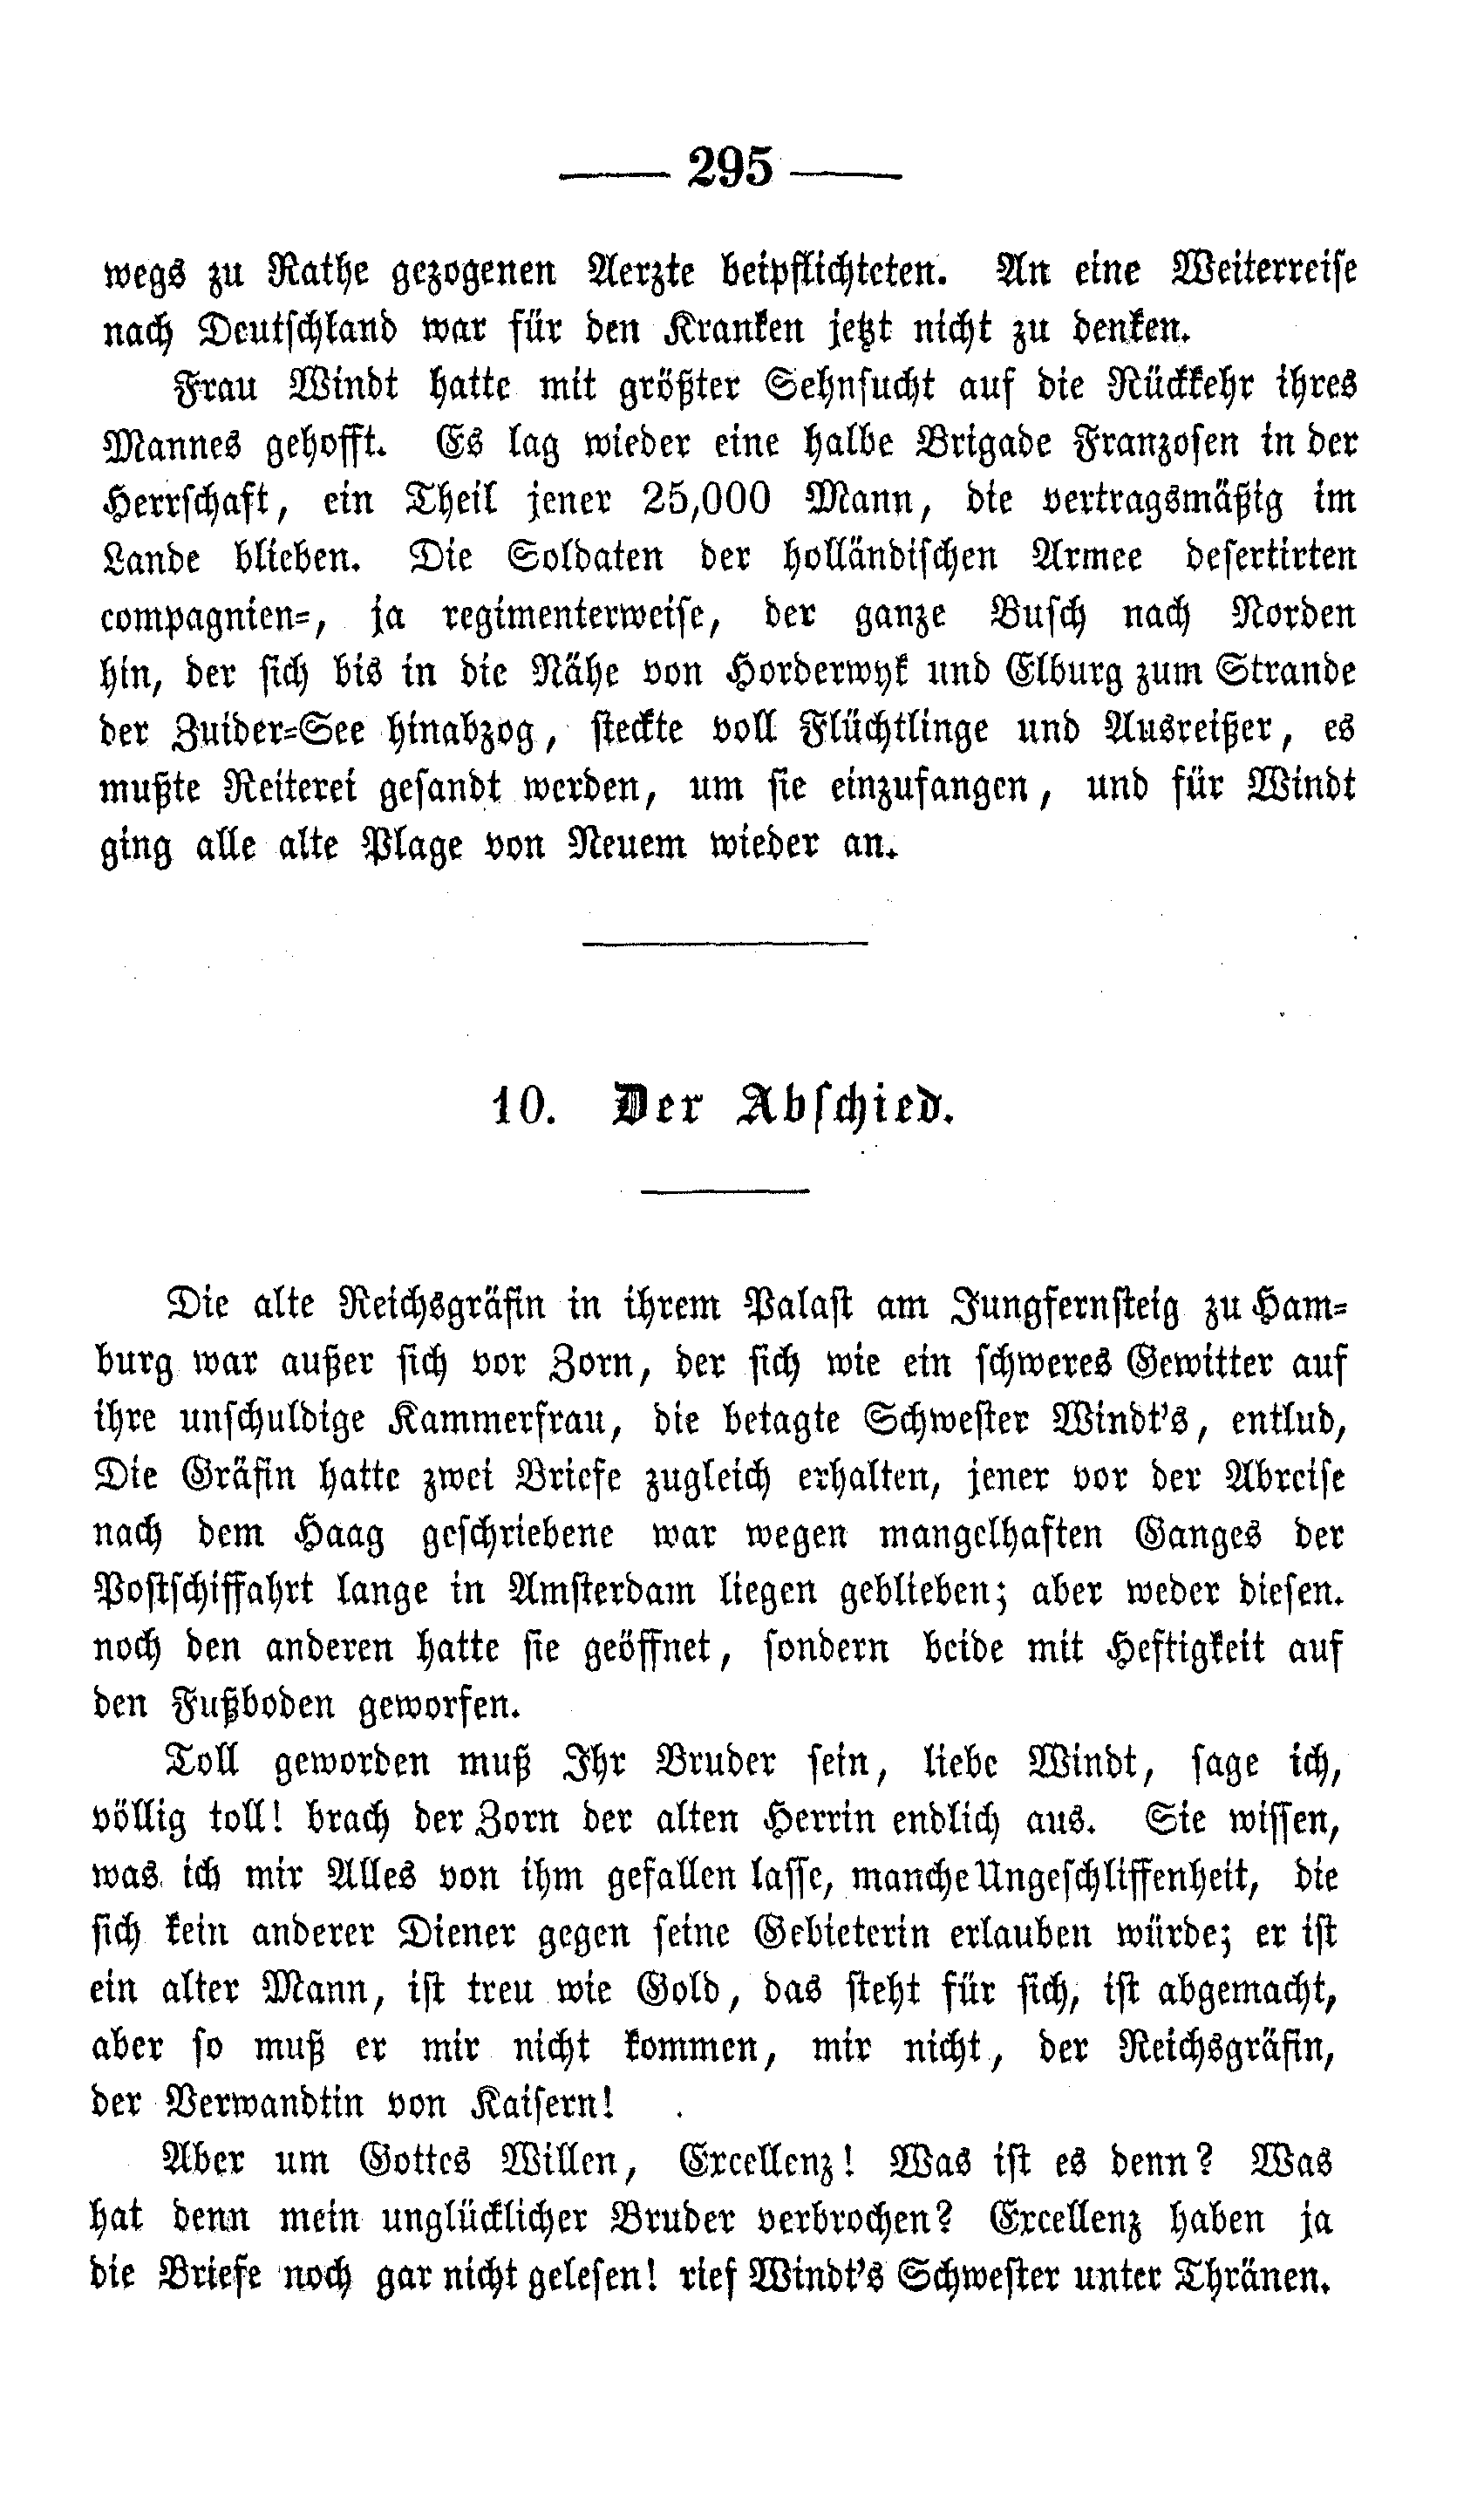 295
wegs zu Rathe gezogenen Aerzte beipflichteten. An eine Weiterreise
nach Deutschland war für den Kranken jetzt nicht zu denken.
Frau Windt hatte mit größter Sehnsucht auf die Rückkehr ihres
Mannes gehofft. Es lag wieder eine halbe Brigade Franzosen in der
Herrschaft, ein Theil jener 25,000 Mann, die vertragsmäßig im
Lande blieben. Die Soldaten der holländischen Armee desertirten
compagnien-, ja regimenterweise, der ganze Busch nach Norden
hin, der sich bis in die Nähe von Horderwyk und Elburg zum Strande
der Zuider-See hinabzog, steckte voll Flüchtlinge und Ausreißer, es
mußte Reiterei gesandt werden, um sie einzufangen, und für Windt
ging alle alte Plage von Neuem wieder an.
10. Der Abschied.
Die alte Reichsgräfin in ihrem Palast am Jungfernsteig zu Ham-
burg war außer sich vor Zorn, der sich wie ein schweres Gewitter auf
ihre unschuldige Kammerfrau, die betagte Schwester Windt's, entlud,
Die Gräfin hatte zwei Briefe zugleich erhalten, jener vor der Abreise
nach dem Haag geschriebene war wegen mangelhaften Ganges der
Postschiffahrt lange in Amsterdam liegen geblieben; aber weder diesen.
noch den anderen hatte sie geöffnet, sondern beide mit Heftigkeit auf
den Fußboden geworfen.
Toll geworden muß Ihr Bruder sein, liebe Windt, sage ich,
völlig toll! brach der Zorn der alten Herrin endlich aus. Sie wissen,
was ich mir Alles von ihm gefallen lasse, manche Ungeschliffenheit, die
sich kein anderer Diener gegen seine Gebieterin erlauben würde; er ist
ein alter Mann, ist treu wie Gold, das steht für sich, ist abgemacht,
aber so muß er mir nicht kommen, mir nicht, der Reichsgräfin,
der Verwandtin von Kaisern!
Aber um Gottes Willen, Excellenz! Was ist es denn? Was
hat denn mein unglücklicher Bruder verbrochen? Excellenz haben ja
die Briefe noch gar nicht gelesen! rief Windt's Schwester unter Thränen.